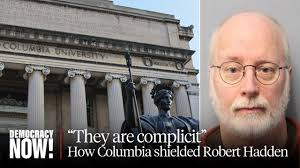 COLUMBIA UNIVERSITY
DEMOCRACY
NOW!
“They are complicit”
How Columbia shielded Robert Hadden